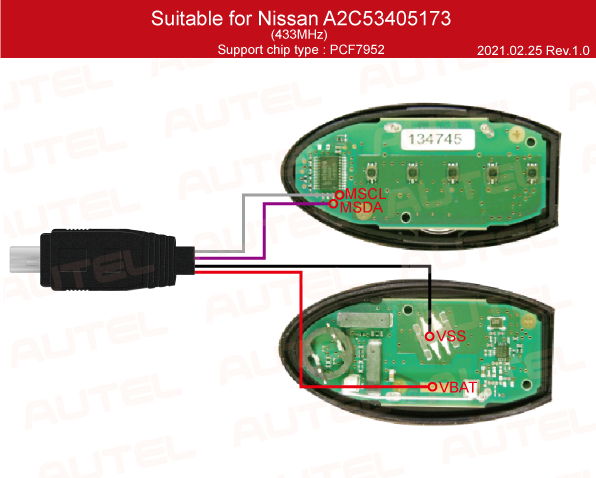 Suitable for Nissan A2C53405173
(433MHz)
Support chip type : PCF7952
2021.02.25 Rev.1.0
134745
MSCL
MSDA
VSS
VBAT
AUTEL